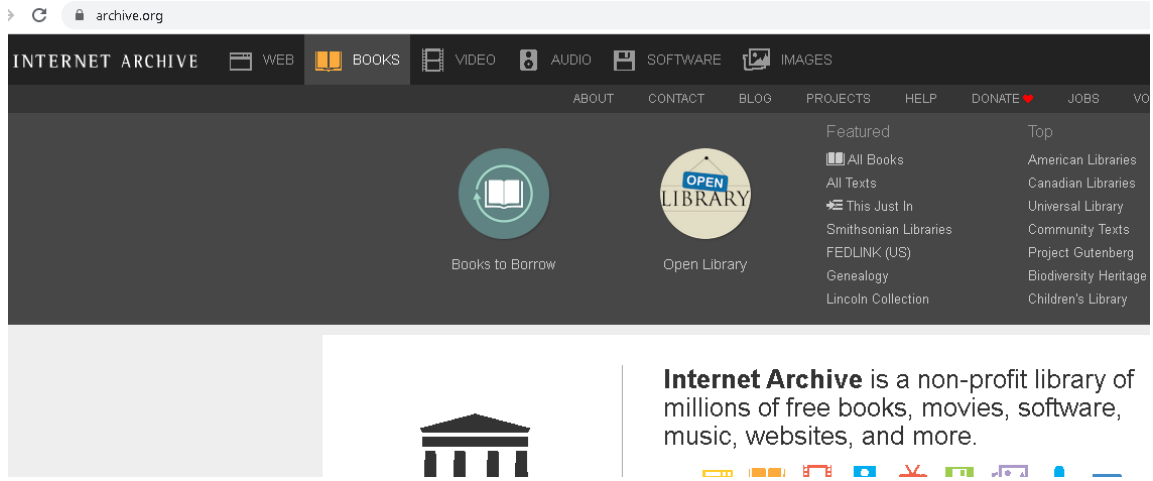 archive.org
INTERNET ARCHIVE WEB BOOKS VIDEO AUDIO SOFTWARE IMAGES
ABOUT CONTACT BLOG PROJECTS HELP DONATE JOBS VO
Books to Borrow
OPEN
LIBRARY
Open Library
Featured
All Books
All Texts
This Just In
Smithsonian Libraries
FEDLINK (US)
Genealogy
Lincoln Collection
Top
American Libraries
Canadian Libraries
Universal Library
Community Texts
Project Gutenberg
Biodiversity Heritage
Children's Library
Internet Archive is a non-profit library of
millions of free books, movies, software,
music, websites, and more.